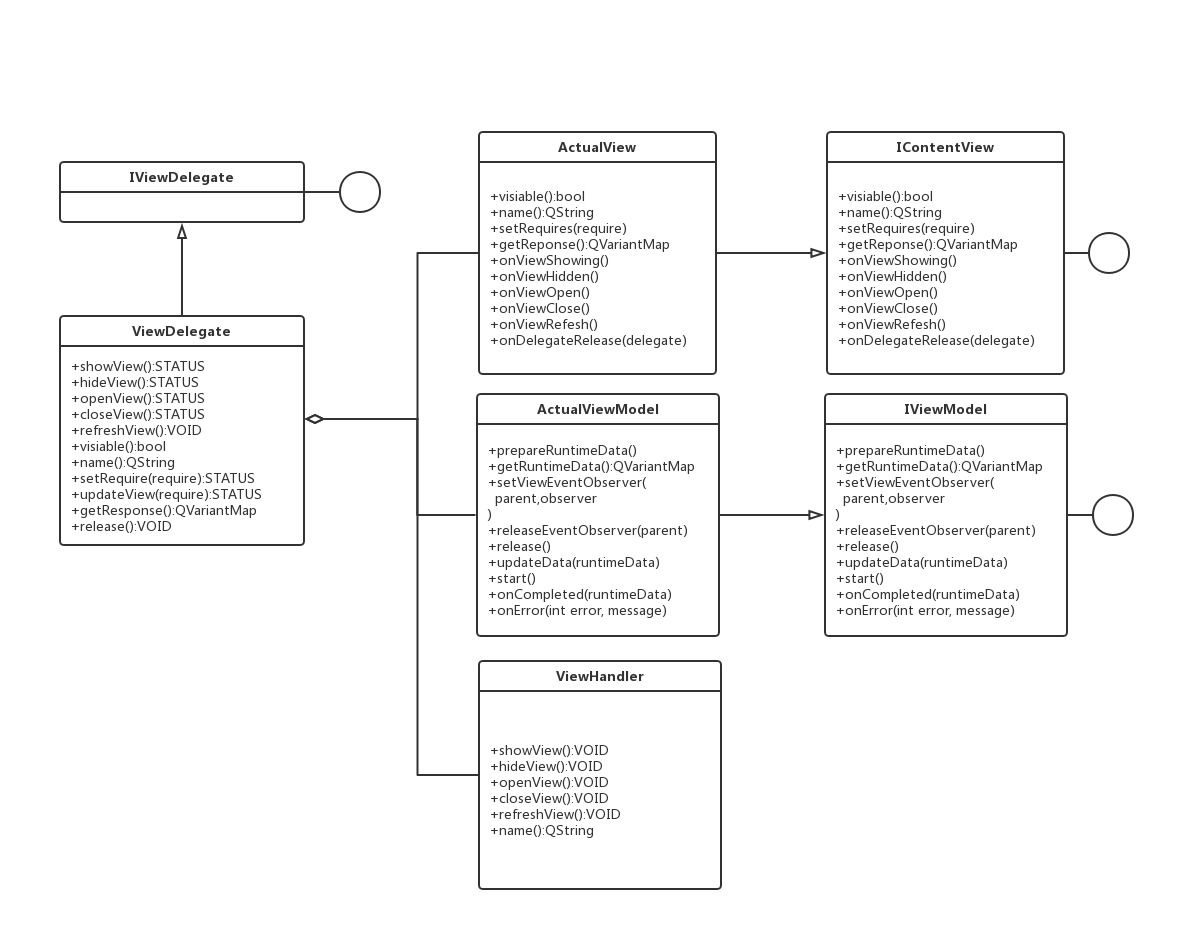 IViewDelegate
ViewDelegate
+showView():STATUS
+hideView():STATUS
+openView():STATUS
+closeView():STATUS
+refreshView():VOID
+visiable():bool
+name():QString
+setRequire(require):STATUS
+updateView(require):STATUS
+getResponse():QVariantMap
+release():VOID
ActualView
+visiable():bool
+name():QString
+setRequires(require)
+getReponse():QVariantMap
+onViewShowing()
+onViewHidden()
+onViewOpen()
+onViewClose()
+onViewRefesh()
+onDelegateRelease(delegate)
IContentView
+visiable():bool
+name():QString
+setRequires(require)
+getReponse():QVariantMap
+onViewShowing()
+onViewHidden()
+onViewOpen()
+onViewClose()
+onViewRefesh()
+onDelegateRelease(delegate)
ActualViewModel
+prepareRuntimeData()
+getRuntimeData():QVariantMap
+setViewEventObserver(
parent,observer
)
+releaseEventObserver(parent)
+release()
+updateData(runtimeData)
+start()
+onCompleted(runtimeData)
+onError(int error, message)
IViewModel
+prepareRuntimeData()
+getRuntimeData():QVariantMap
+setViewEventObserver(
parent,observer
)
+releaseEventObserver(parent)
+release()
+updateData(runtimeData)
+start()
+onCompleted(runtimeData)
+onError(int error, message)
ViewHandler
+showView():VOID
+hideView():VOID
+openView():VOID
+closeView():VOID
+refreshView():VOID
+name():QString